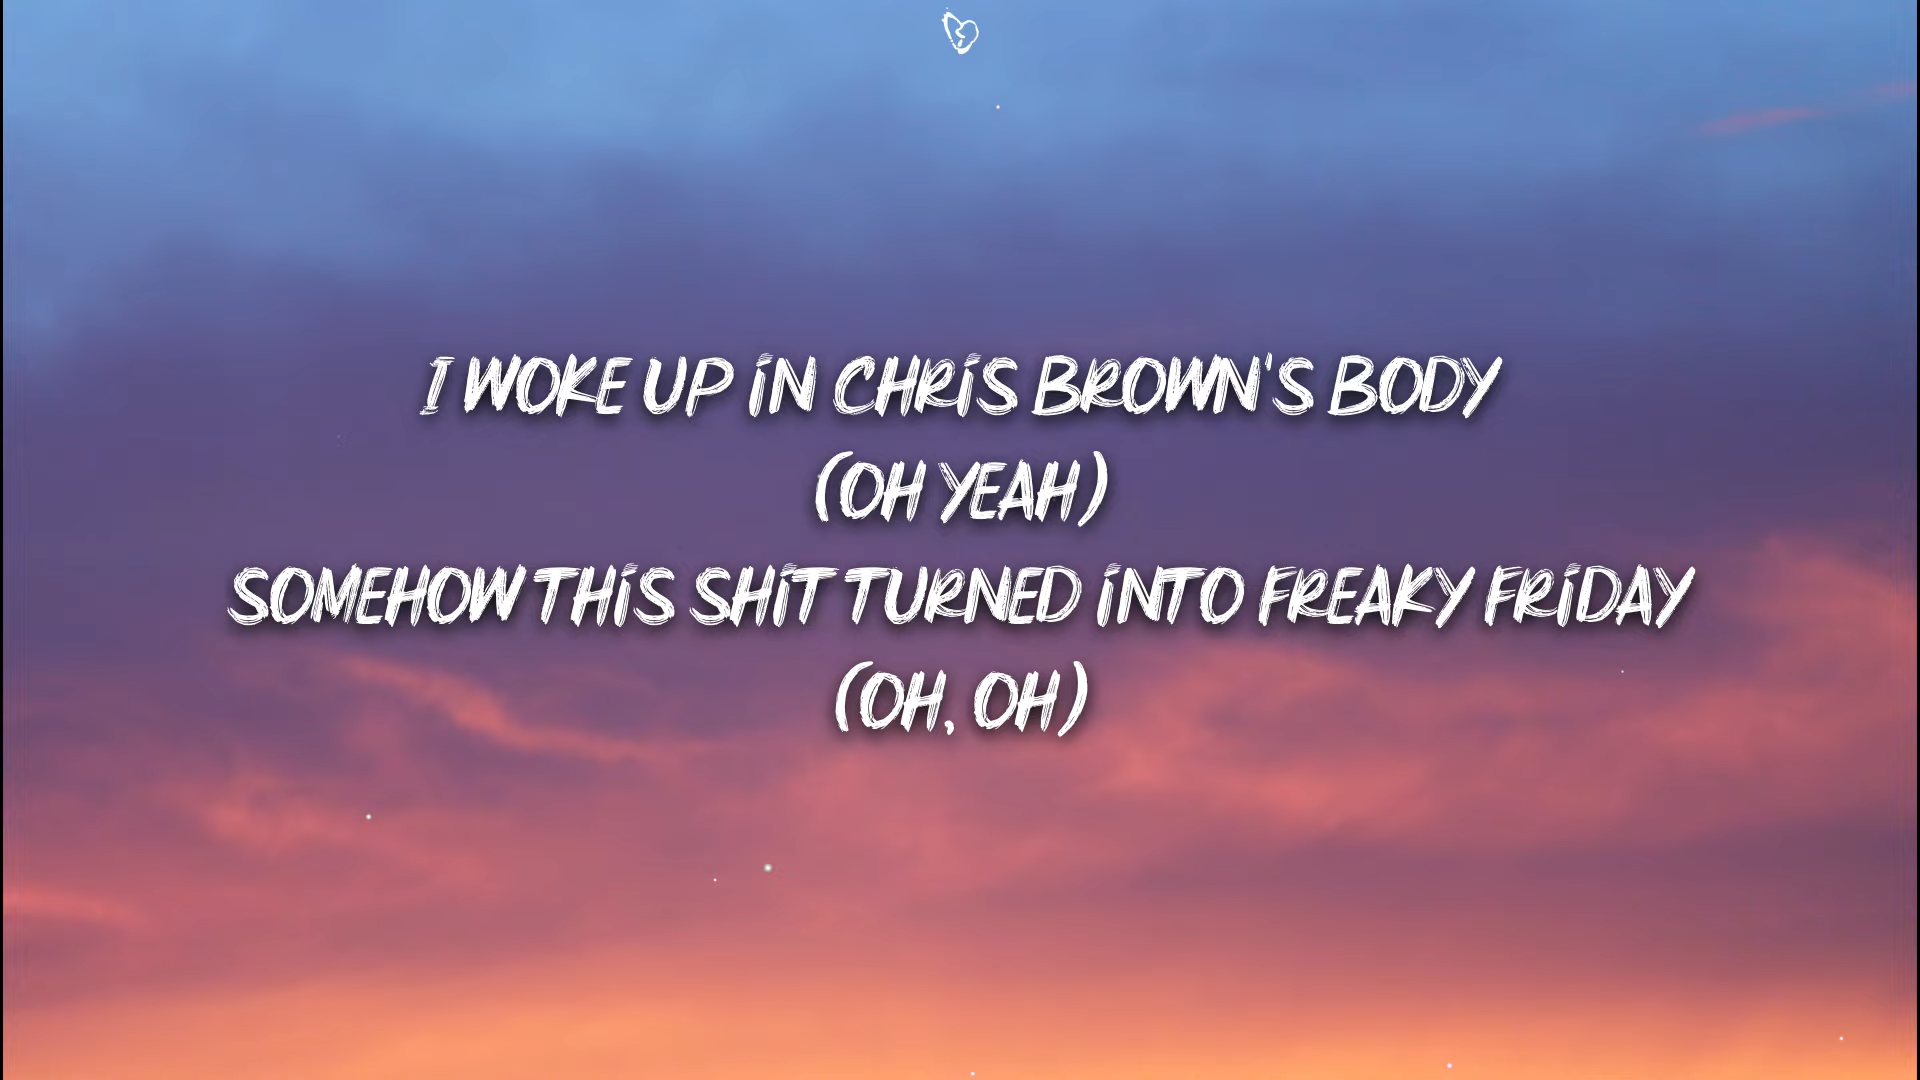 I WOKE UP IN CHRIS BROWN'S BODY
(OH YEAH)
SOMEHOW THIS SHIT TURNED INTO FREAKY FRIDAY
(OH, OH)